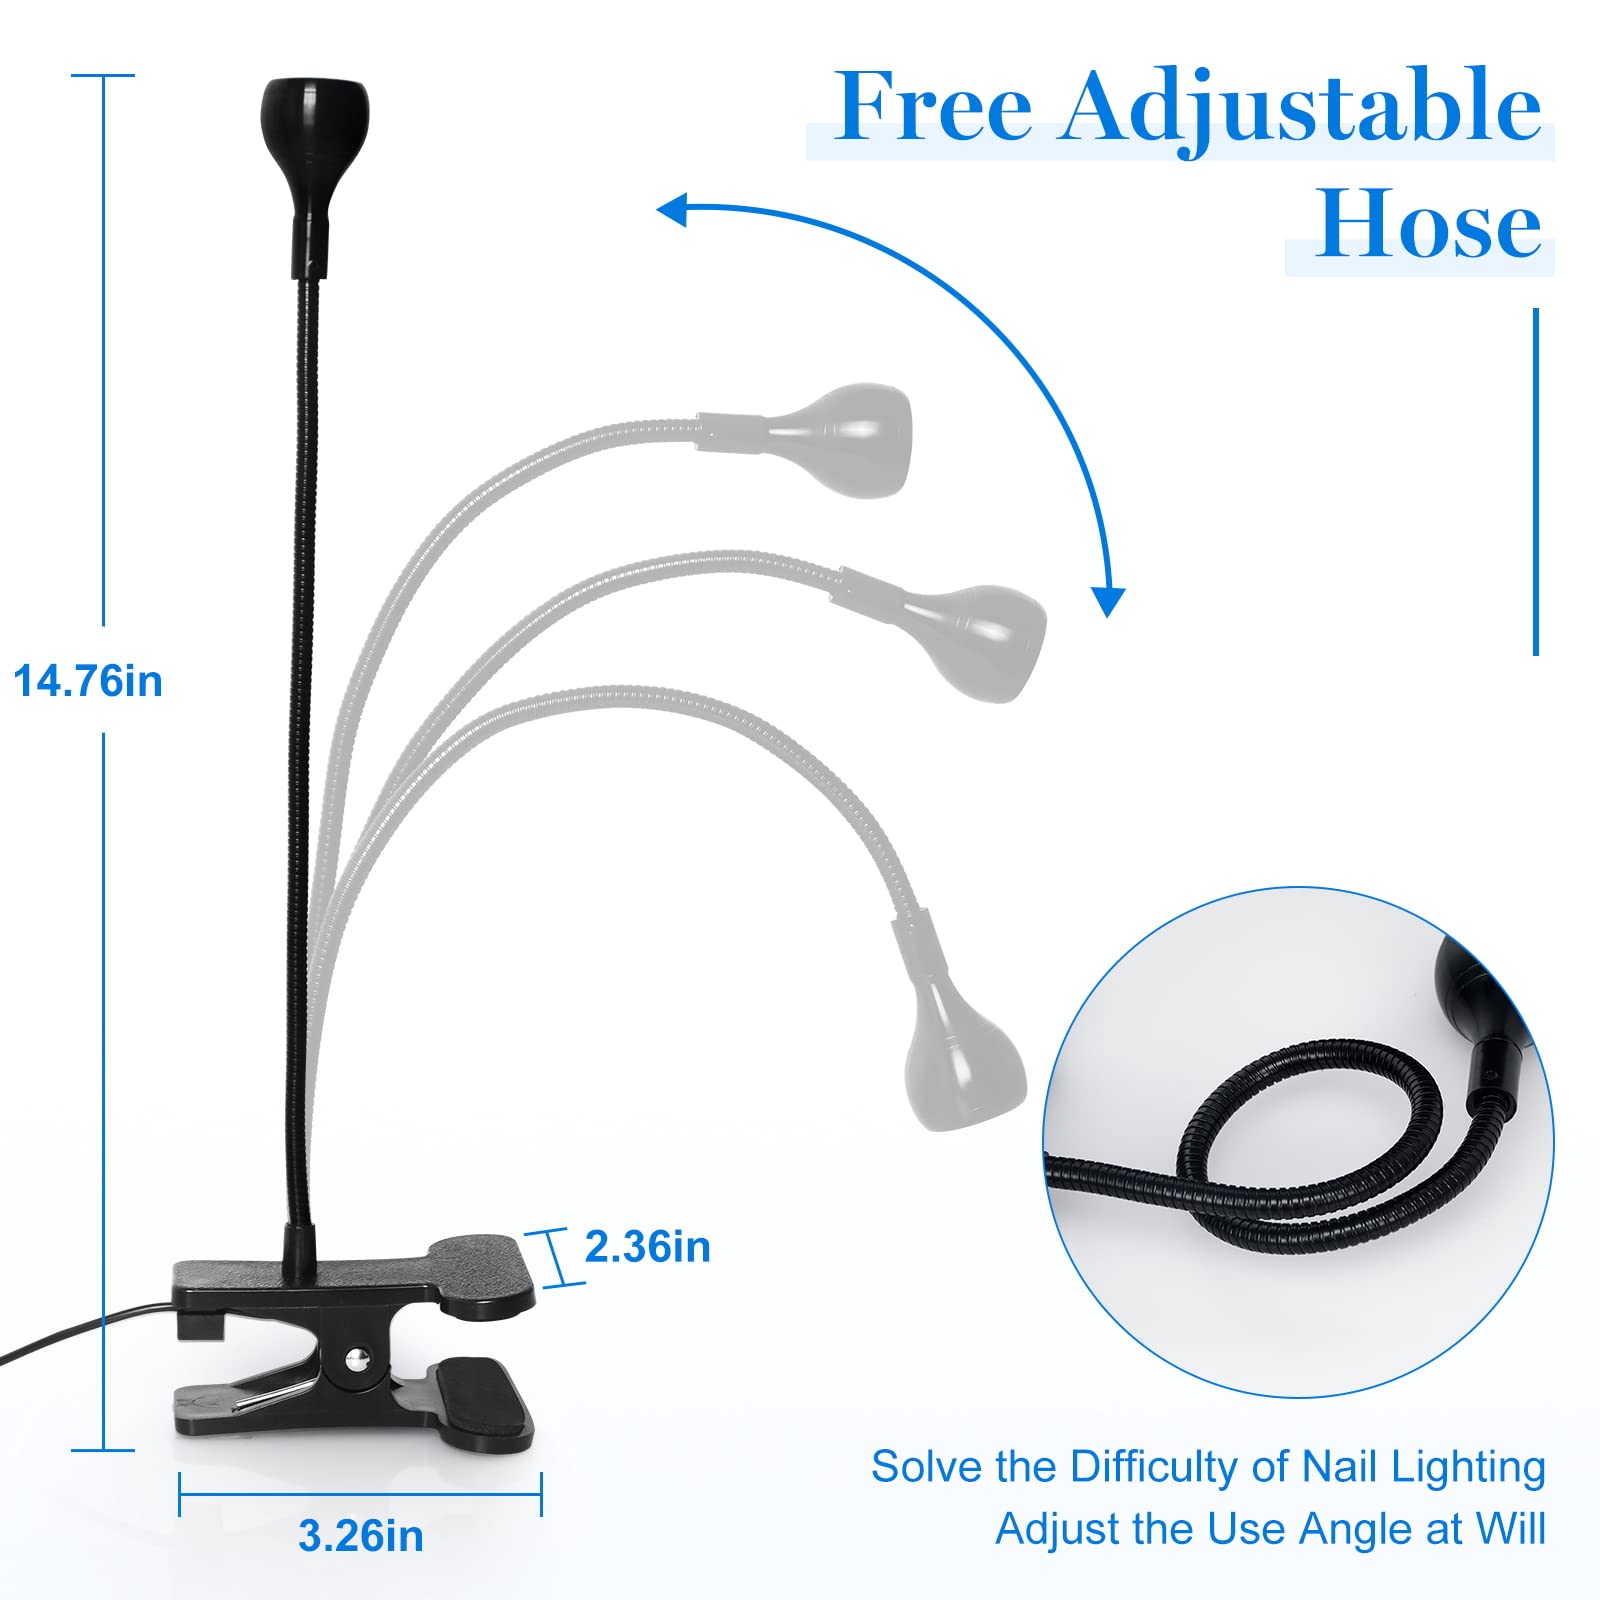 Free Adjustable
Hose
14.76in
2.36in
3.26in
Solve the Difficulty of Nail Lighting
Adjust the Use Angle at Will